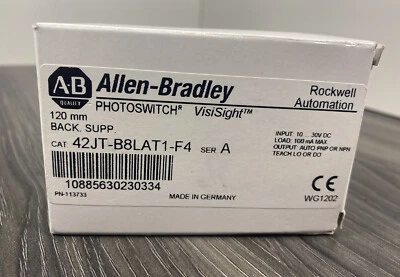 AB
QUALITY
Allen-Bradley
Rockwell
Automation
PHOTOSWITCH® VisiSight™
120 mm
BACK. SUPP.
CAT 42JT-B8LAT1-F4 SER. A
INPUT: 10 ... 30V DC
LOAD: 100 mA MAX.
OUTPUT: AUTO PNP OR NPN
TEACH LO OR DO
10885630230334
PN-113733
MADE IN GERMANY
CE
WG1202